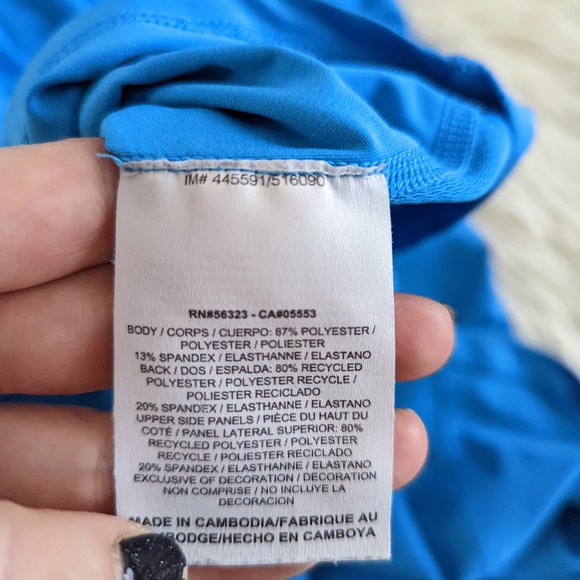 IM# 445591/516090
RN#56323 - CA#05553
BODY / CORPS / CUERPO: 87% POLYESTER /
POLYESTER / POLIESTER
13% SPANDEX / ELASTHANNE / ELASTANO
BACK / DOS / ESPALDA: 80% RECYCLED
POLYESTER / POLYESTER RECYCLE /
POLIESTER RECICLADO
20% SPANDEX / ELASTHANNE / ELASTANO
UPPER SIDE PANELS / PIÈCE DU HAUT DU
COTÉ / PANEL LATERAL SUPERIOR: 80%
RECYCLED POLYESTER / POLYESTER
RECYCLE / POLIESTER RECICLADO
20% SPANDEX / ELASTHANNE / ELASTANO
EXCLUSIVE OF DECORATION / DECORATION
NON COMPRISE / NO INCLUYE LA
DECORACION
MADE IN CAMBODIA/FABRIQUE AU
BODGE/HECHO EN CAMBOYA